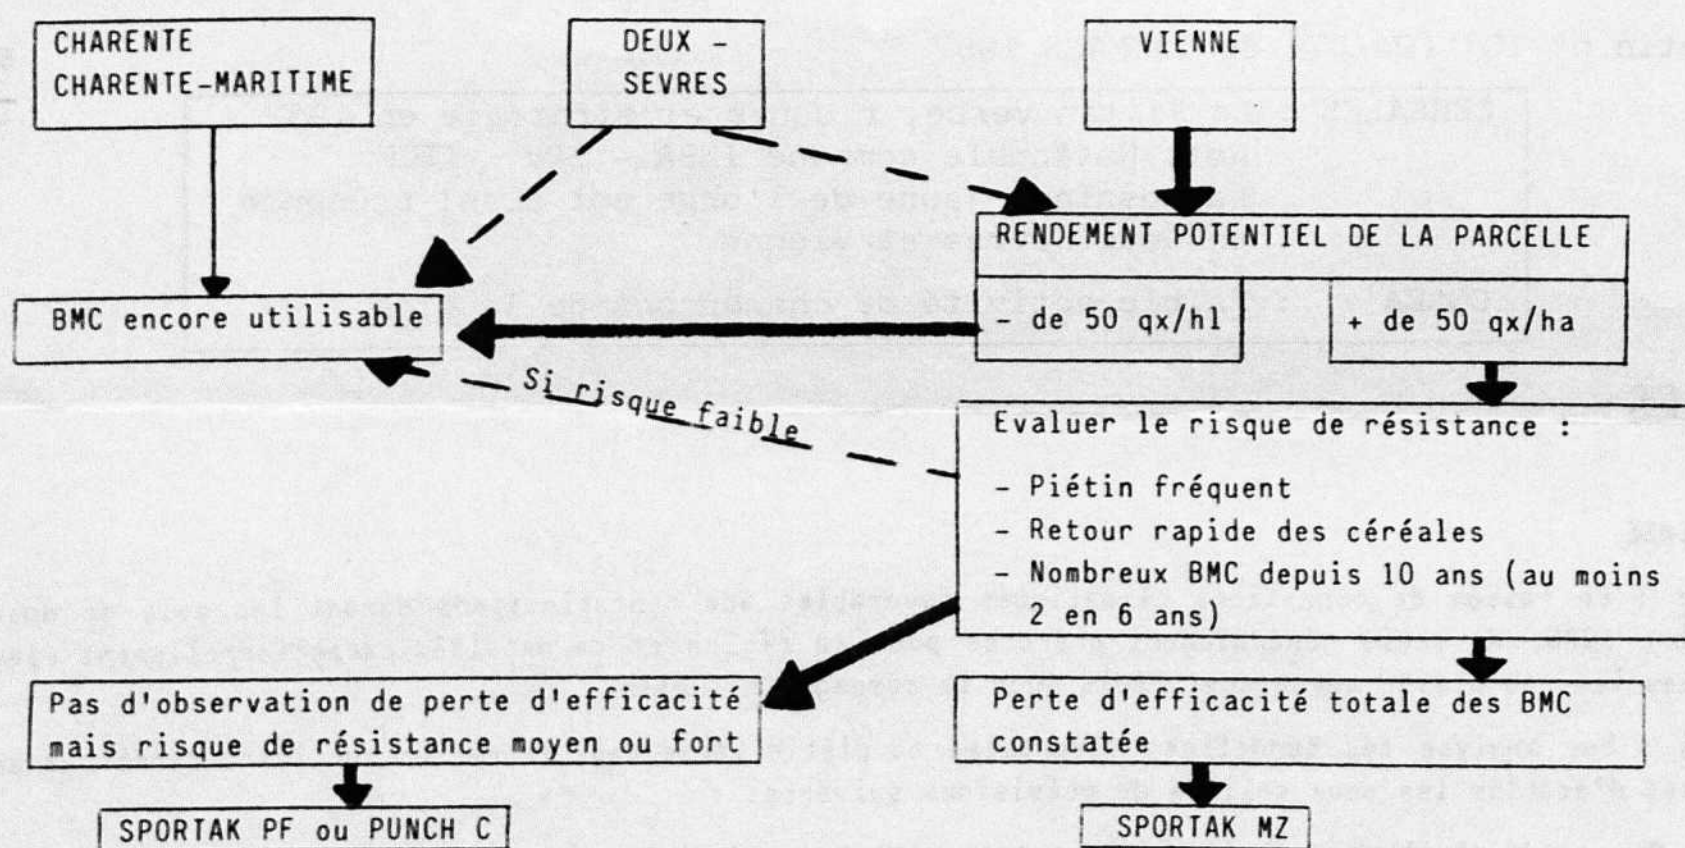 CHARENTE
CHARENTE-MARITIME
DEUX -
SEVRES
VIENNE
RENDEMENT POTENTIEL DE LA PARCELLE
BMC encore utilisable
- de 50 qx/hl
+ de 50 qx/ha
Si risque faible
Evaluer le risque de résistance :
- Piétin fréquent
- Retour rapide des céréales
- Nombreux BMC depuis 10 ans (au moins
2 en 6 ans)
Pas d'observation de perte d'efficacité
mais risque de résistance moyen ou fort
Perte d'efficacité totale des BMC
constatée
SPORTAK PF ou PUNCH C
SPORTAK MZ